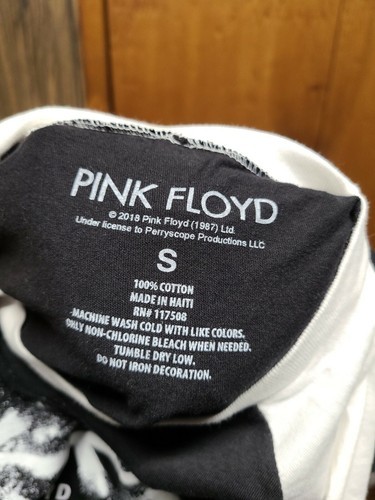 PINK FLOYD
© 2018 Pink Floyd (1987) Ltd.
Under license to Perryscope Productions LLC
S
100% COTTON
MADE IN HAITI
RN# 117508
MACHINE WASH COLD WITH LIKE COLORS.
ONLY NON-CHLORINE BLEACH WHEN NEEDED.
TUMBLE DRY LOW.
DO NOT IRON DECORATION.
D